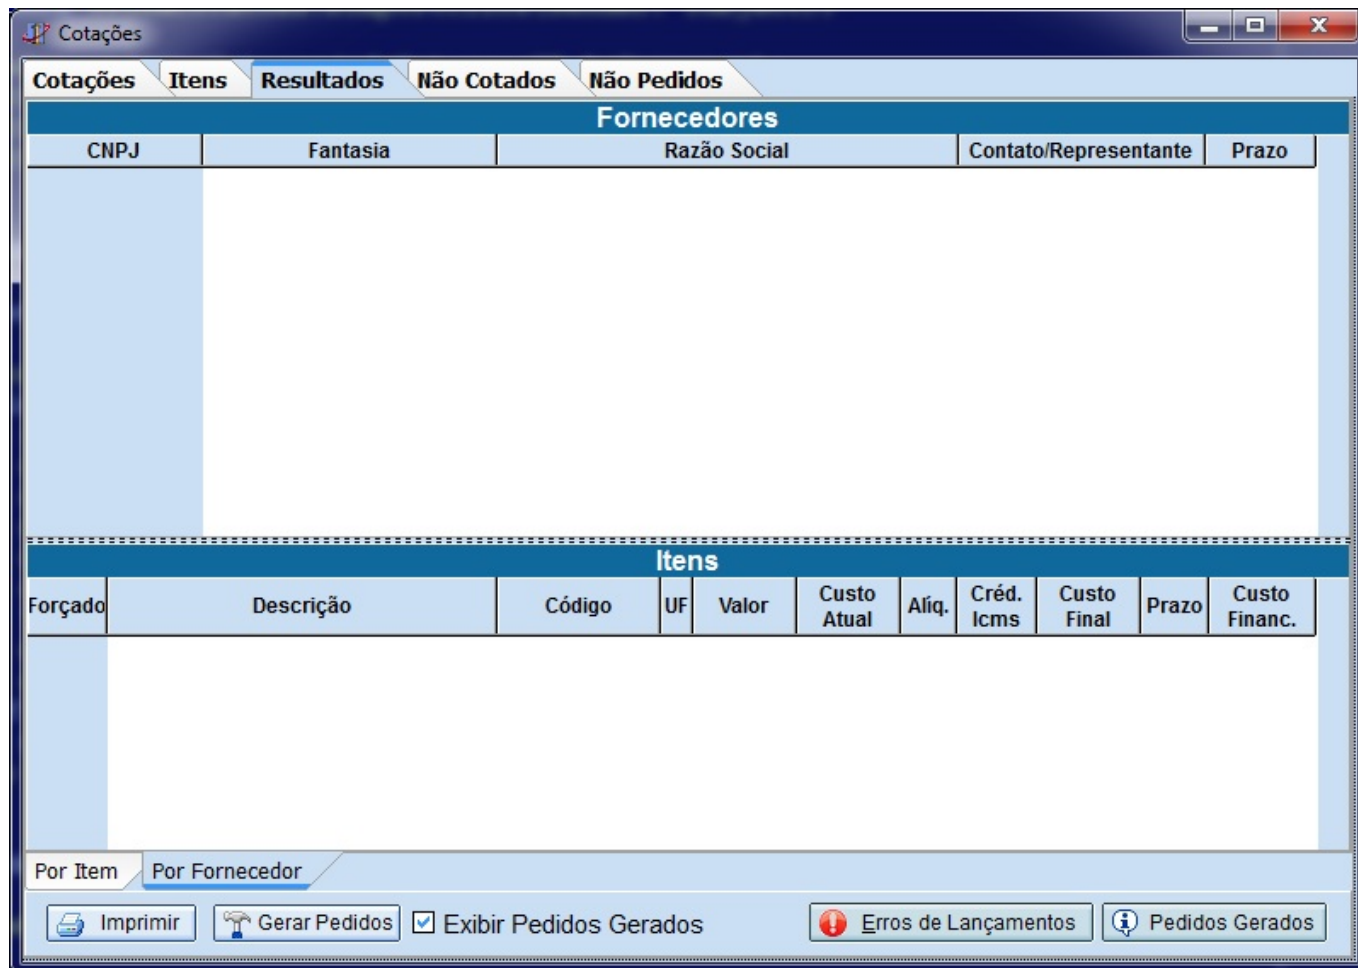 Cotações
Cotações Itens Resultados Não Cotados Não Pedidos
Fornecedores
CNPJ Fantasia Razão Social Contato/Representante Prazo
Itens
Forçado Descrição Código UF Valor Custo Atual Alíq. Créd. Icms Custo Final Prazo Custo Financ.
Por Item Por Fornecedor
Imprimir Gerar Pedidos Exibir Pedidos Gerados Erros de Lançamentos Pedidos Gerados